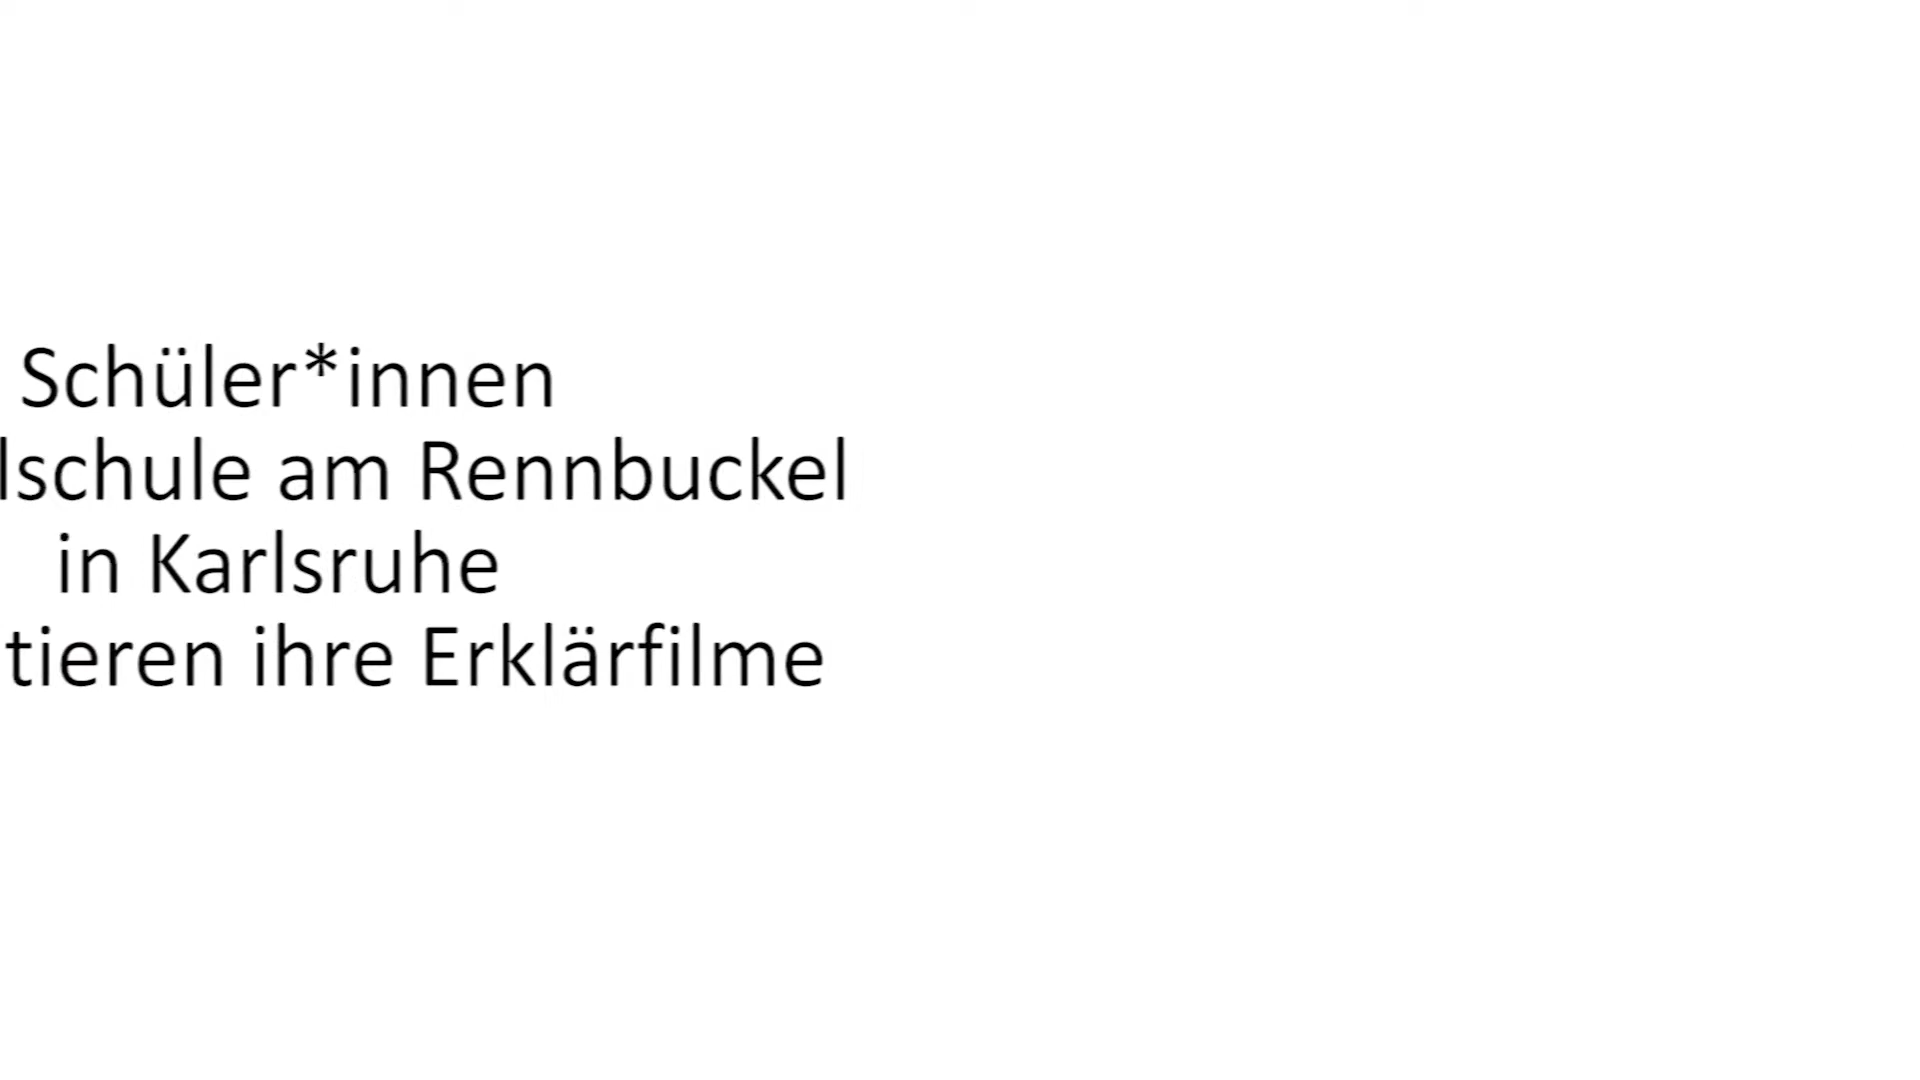 Schüler*innen
lschule am Rennbuckel
in Karlsruhe
tieren ihre Erklärfilme